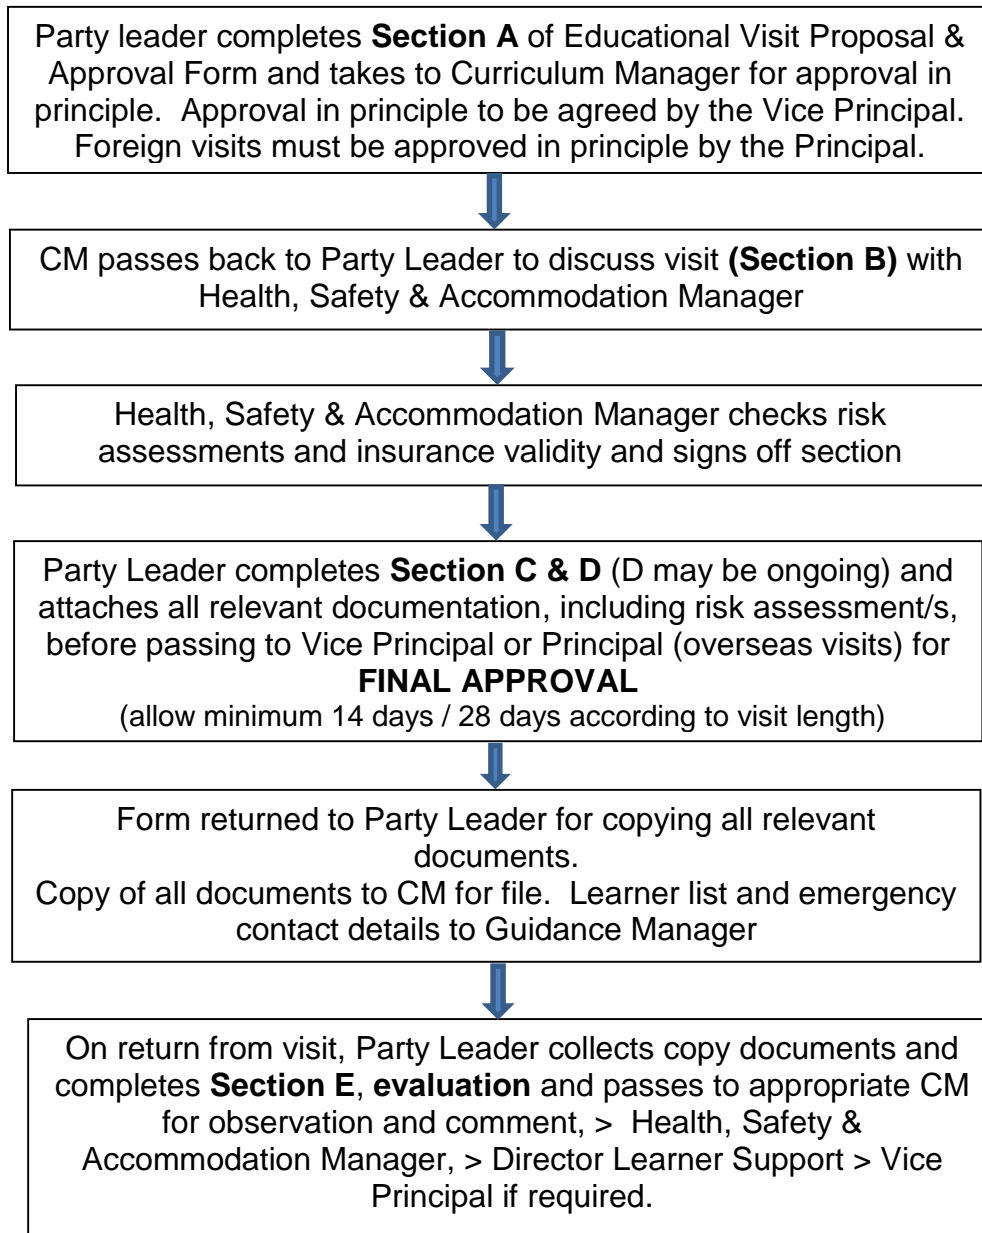 Party leader completes Section A of Educational Visit Proposal &
Approval Form and takes to Curriculum Manager for approval in
principle.  Approval in principle to be agreed by the Vice Principal.
Foreign visits must be approved in principle by the Principal.
CM passes back to Party Leader to discuss visit (Section B) with
Health, Safety & Accommodation Manager
Health, Safety & Accommodation Manager checks risk
assessments and insurance validity and signs off section
Party Leader completes Section C & D (D may be ongoing) and
attaches all relevant documentation, including risk assessment/s,
before passing to Vice Principal or Principal (overseas visits) for
FINAL APPROVAL
(allow minimum 14 days / 28 days according to visit length)
Form returned to Party Leader for copying all relevant
documents.
Copy of all documents to CM for file.  Learner list and emergency
contact details to Guidance Manager
On return from visit, Party Leader collects copy documents and
completes Section E, evaluation and passes to appropriate CM
for observation and comment, >  Health, Safety &
Accommodation Manager, > Director Learner Support > Vice
Principal if required.